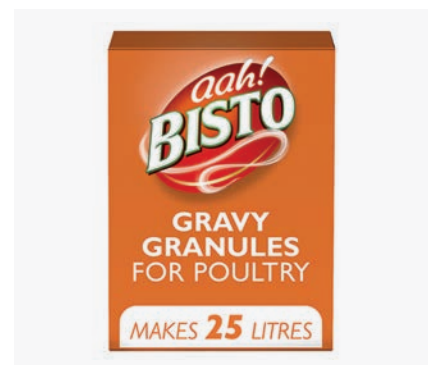 aah!
BISTO
GRAVY
GRANULES
FOR POULTRY
MAKES 25 LITRES